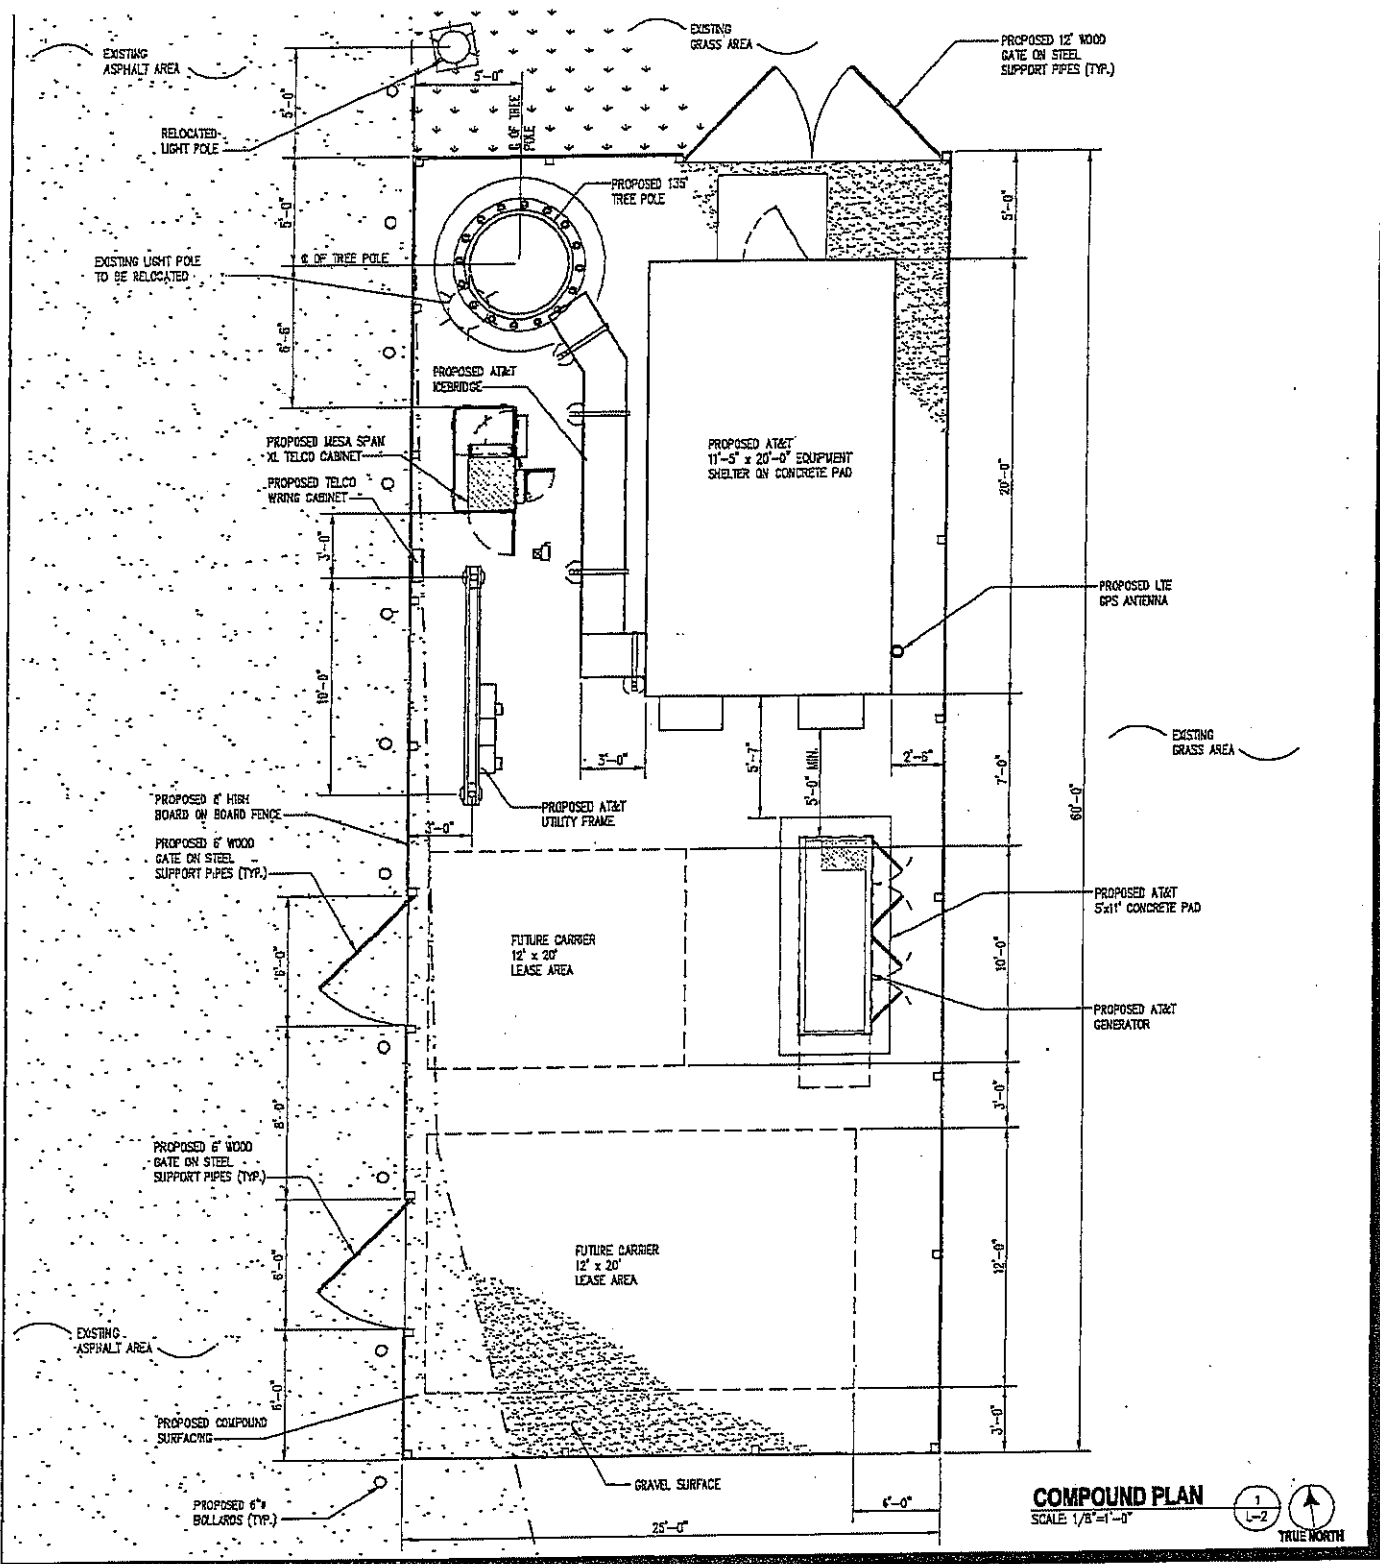 EXISTING
ASPHALT AREA
EXISTING
GRASS AREA
PROPOSED 12' WOOD
GATE ON STEEL
SUPPORT PIPES (TYP.)
5'-0"
5'-0"
℄ OF TREE
POLE
RELOCATED
LIGHT POLE
PROPOSED 135'
TREE POLE
5'-0"
5'-0"
EXISTING LIGHT POLE
TO BE RELOCATED
℄ OF TREE POLE
6'-6"
PROPOSED AT&T
ICEBRIDGE
PROPOSED MESA SPAN
XL TELCO CABINET
PROPOSED AT&T
11'-5" x 20'-0" EQUIPMENT
SHELTER ON CONCRETE PAD
20'-0"
PROPOSED TELCO
WIRING CABINET
3'-0"
PROPOSED LTE
GPS ANTENNA
10'-0"
EXISTING
GRASS AREA
3'-0"
5'-7"
5'-0" MIN.
2'-6"
7'-0"
60'-0"
PROPOSED 8' HIGH
BOARD ON BOARD FENCE
PROPOSED AT&T
UTILITY FRAME
3'-0"
PROPOSED 6' WOOD
GATE ON STEEL
SUPPORT PIPES (TYP.)
PROPOSED AT&T
5'x11' CONCRETE PAD
6'-0"
FUTURE CARRIER
12' x 20'
LEASE AREA
10'-0"
PROPOSED AT&T
GENERATOR
8'-0"
3'-0"
PROPOSED 6' WOOD
GATE ON STEEL
SUPPORT PIPES (TYP.)
6'-0"
FUTURE CARRIER
12' x 20'
LEASE AREA
12'-0"
EXISTING
ASPHALT AREA
6'-0"
PROPOSED COMPOUND
SURFACING
3'-0"
GRAVEL SURFACE
PROPOSED 6"ø
BOLLARDS (TYP.)
4'-0"
25'-0"
COMPOUND PLAN
SCALE: 1/8"=1'-0"
1
L-2
TRUE NORTH